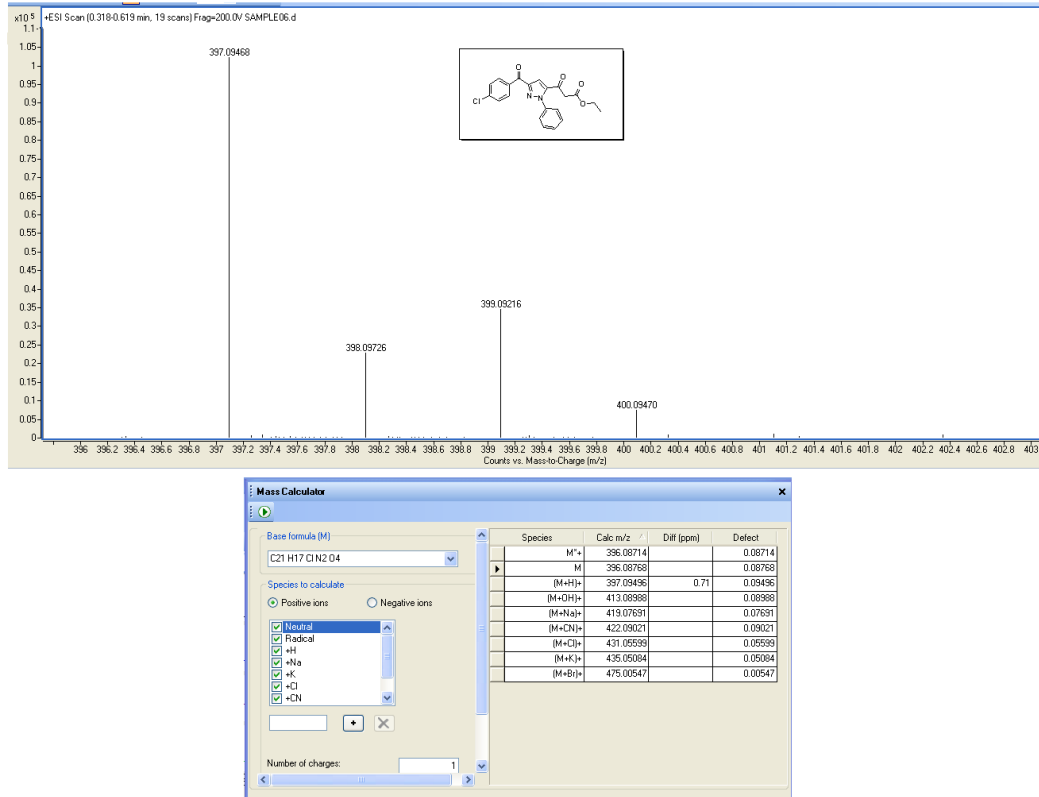 x10 5 +ESI Scan (0.318-0.619 min, 19 scans) Frag=200.0V SAMPLE06.d
1.1
1.05
1
0.95
0.9
0.85
0.8
0.75
0.7
0.65
0.6
0.55
0.5
0.45
0.4
0.35
0.3
0.25
0.2
0.15
0.1
0.05
0
397.09468
398.09726
399.09216
400.09470
O
O
O
Cl
N
N
O
396 396.2 396.4 396.6 396.8 397 397.2 397.4 397.6 397.8 398 398.2 398.4 398.6 398.8 399 399.2 399.4 399.6 399.8 400 400.2 400.4 400.6 400.8 401 401.2 401.4 401.6 401.8 402 402.2 402.4 402.6 402.8 403
Counts vs. Mass-to-Charge (m/z)
Mass Calculator
Base formula (M)
C21 H17 Cl N2 O4
Species to calculate
Positive ions Negative ions
Neutral
Radical
+H
+Na
+K
+Cl
+CN
+
Number of charges: 1
Species Calc m/z Diff (ppm) Defect
M*+ 396.08714 0.08714
M 396.08768 0.08768
(M+H)+ 397.09496 0.71 0.09496
(M+OH)+ 413.08988 0.08988
(M+Na)+ 419.07691 0.07691
(M+CN)+ 422.09021 0.09021
(M+Cl)+ 431.05599 0.05599
(M+K)+ 435.05084 0.05084
(M+Br)+ 475.00547 0.00547